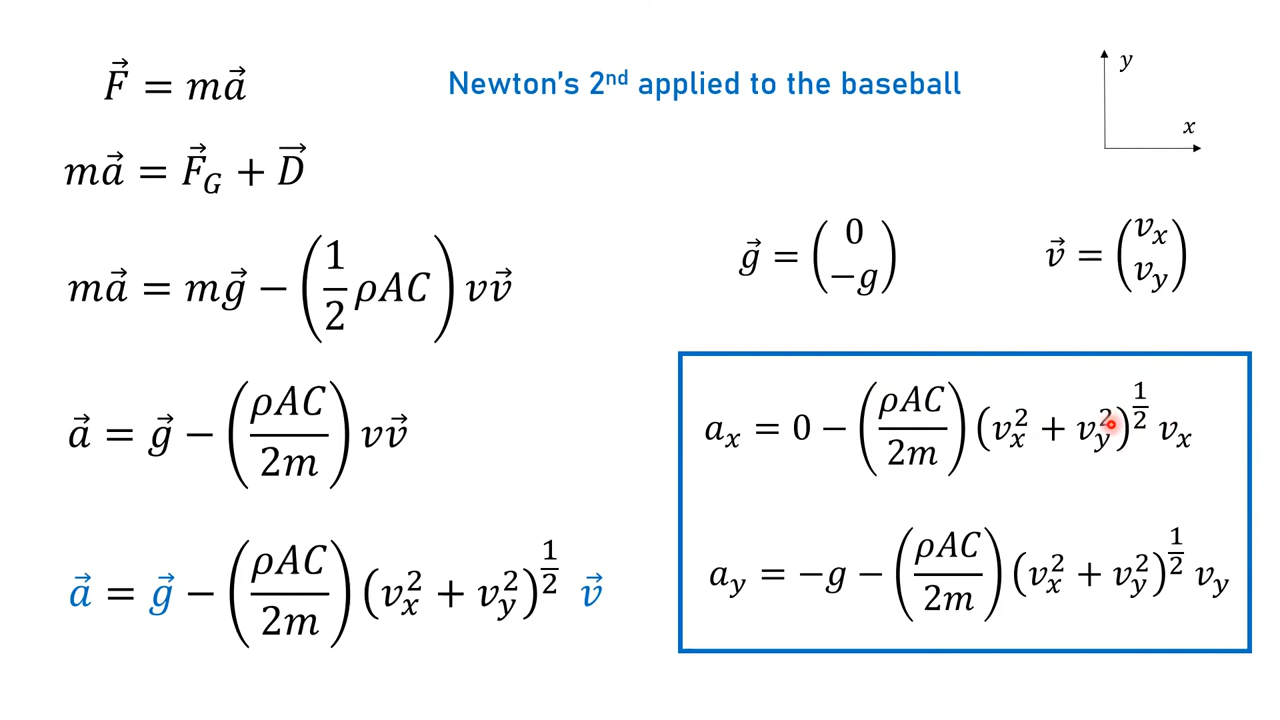 Newton's 2nd applied to the baseball
F⃗ = ma⃗
ma⃗ = F⃗_G + D⃗
ma⃗ = mg⃗ − (1/2 ρAC) vv⃗
a⃗ = g⃗ − (ρAC/2m) vv⃗
a⃗ = g⃗ − (ρAC/2m) (v_x² + v_y²)^(1/2) v⃗
y
x
g⃗ = (0
−g)
v⃗ = (v_x
v_y)
a_x = 0 − (ρAC/2m) (v_x² + v_y²)^(1/2) v_x
a_y = −g − (ρAC/2m) (v_x² + v_y²)^(1/2) v_y